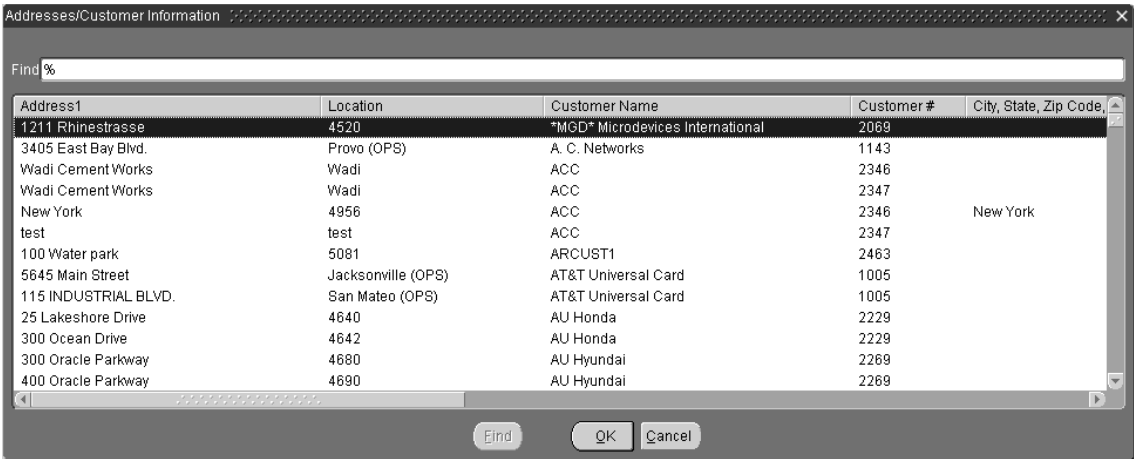 Addresses/Customer Information
Find %
Address1 Location Customer Name Customer # City, State, Zip Code,
1211 Rhinestrasse 4520 *MGD* Microdevices International 2069
3405 East Bay Blvd. Provo (OPS) A. C. Networks 1143
Wadi Cement Works Wadi ACC 2346
Wadi Cement Works Wadi ACC 2347
New York 4956 ACC 2346 New York
test test ACC 2347
100 Water park 5081 ARCUST1 2463
5645 Main Street Jacksonville (OPS) AT&T Universal Card 1005
115 INDUSTRIAL BLVD. San Mateo (OPS) AT&T Universal Card 1005
25 Lakeshore Drive 4640 AU Honda 2229
300 Ocean Drive 4642 AU Honda 2229
300 Oracle Parkway 4680 AU Hyundai 2269
400 Oracle Parkway 4690 AU Hyundai 2269
Find OK Cancel